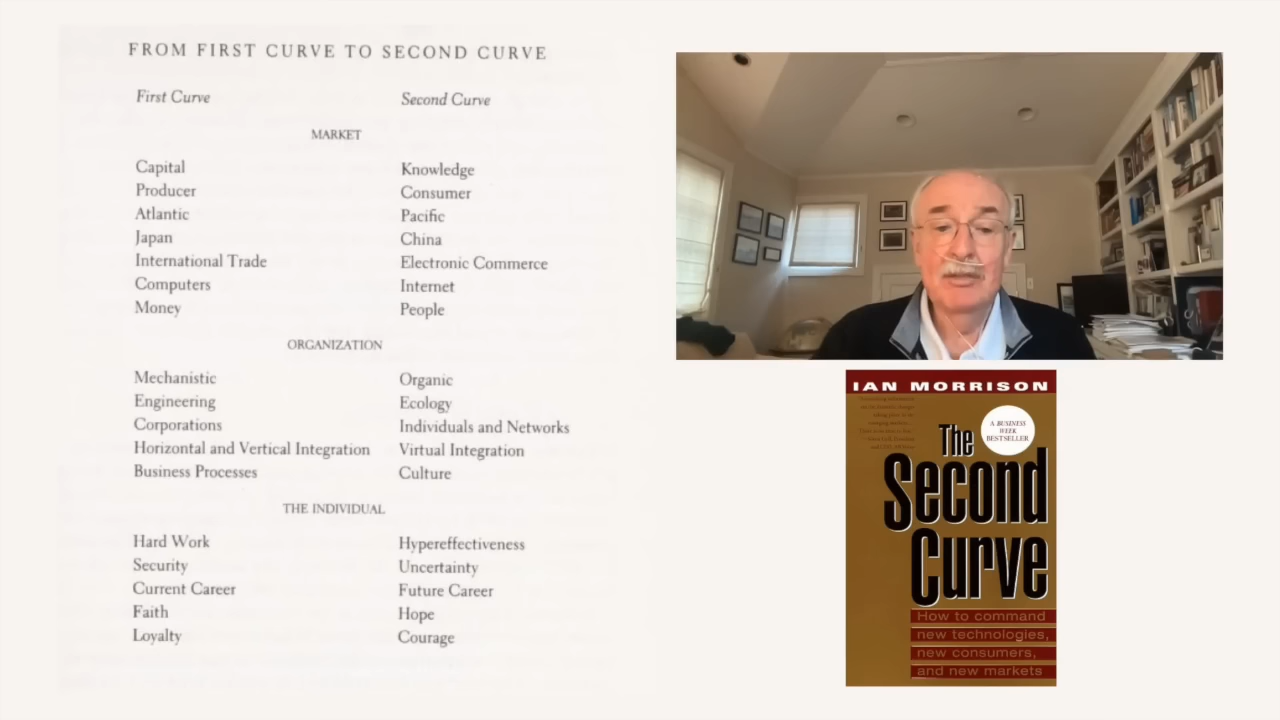 FROM FIRST CURVE TO SECOND CURVE
First Curve Second Curve
MARKET
Capital Knowledge
Producer Consumer
Atlantic Pacific
Japan China
International Trade Electronic Commerce
Computers Internet
Money People
ORGANIZATION
Mechanistic Organic
Engineering Ecology
Corporations Individuals and Networks
Horizontal and Vertical Integration Virtual Integration
Business Processes Culture
THE INDIVIDUAL
Hard Work Hypereffectiveness
Security Uncertainty
Current Career Future Career
Faith Hope
Loyalty Courage
IAN MORRISON
A BUSINESS
WEEK
BESTSELLER
The
Second
Curve
How to command
new technologies,
new consumers,
and new markets